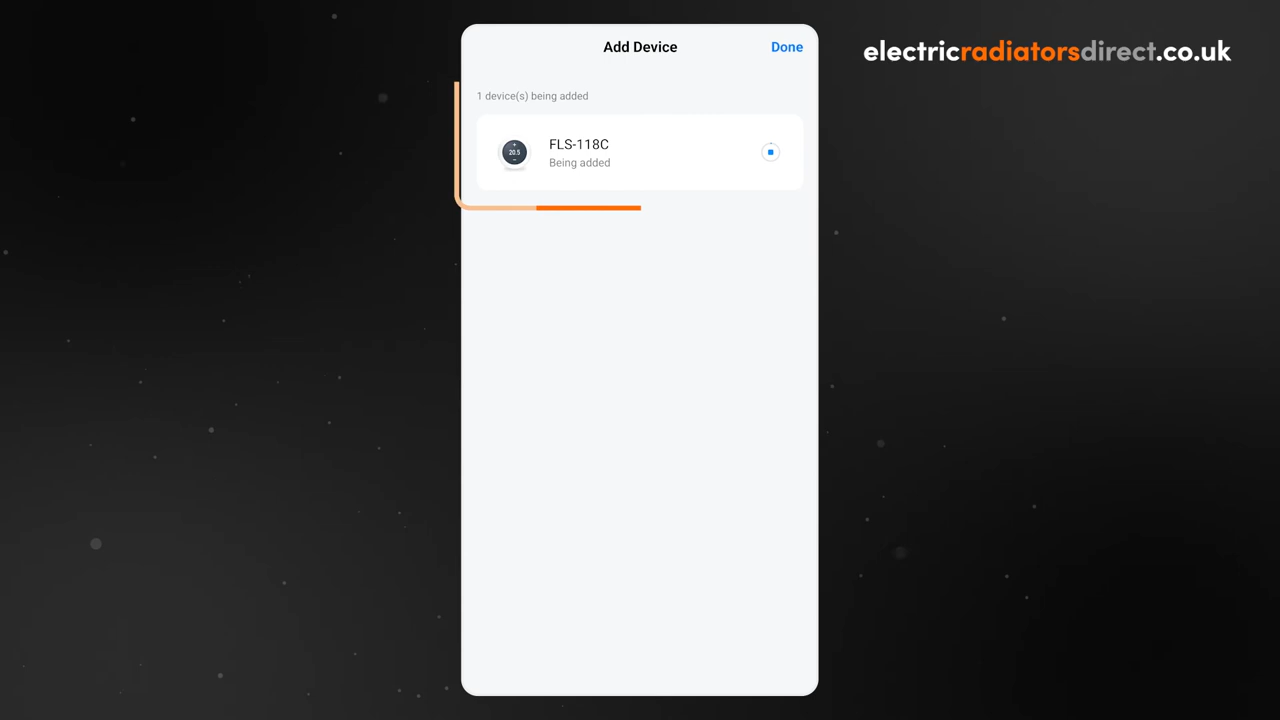 Add Device
Done
electricradiatorsdirect.co.uk
1 device(s) being added
20.5
FLS-118C
Being added